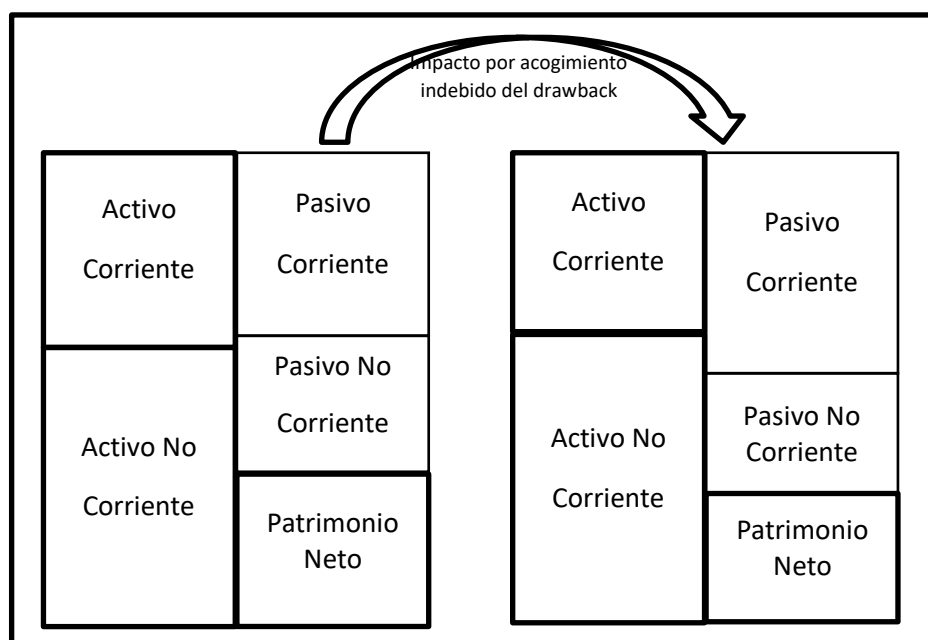 Impacto por acogimiento
indebido del drawback
Activo
Corriente
Pasivo
Corriente
Pasivo No
Corriente
Activo No
Corriente
Patrimonio
Neto
Activo
Corriente
Pasivo
Corriente
Activo No
Corriente
Pasivo No
Corriente
Patrimonio
Neto